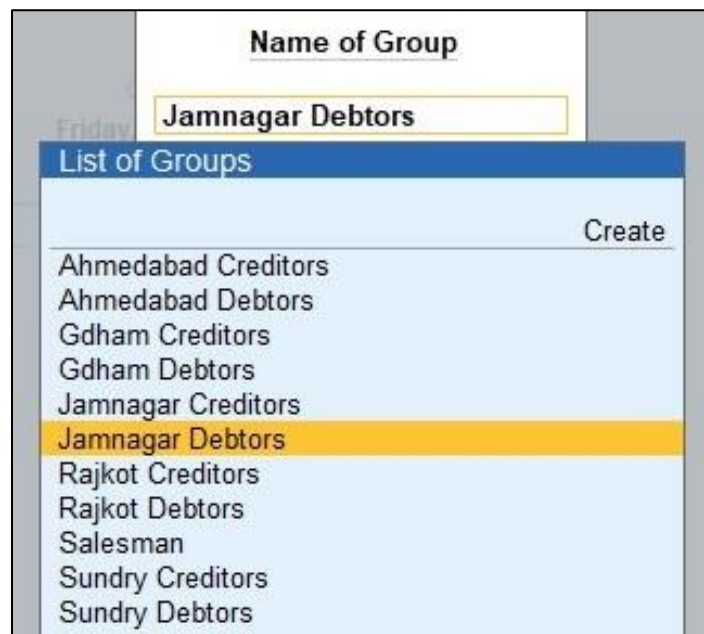 Name of Group
Jamnagar Debtors
Friday,
List of Groups
Create
Ahmedabad Creditors
Ahmedabad Debtors
Gdham Creditors
Gdham Debtors
Jamnagar Creditors
Jamnagar Debtors
Rajkot Creditors
Rajkot Debtors
Salesman
Sundry Creditors
Sundry Debtors